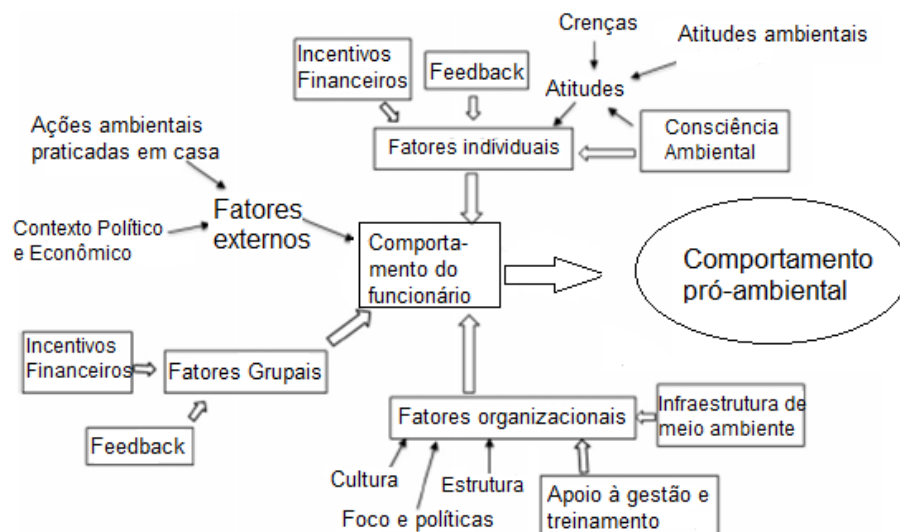 Crenças
Atitudes ambientais
Incentivos
Financeiros
Feedback
Atitudes
Ações ambientais
praticadas em casa
Consciência
Ambiental
Fatores individuais
Fatores
externos
Contexto Político
e Econômico
Comporta-
mento do
funcionário
Comportamento
pró-ambiental
Incentivos
Financeiros
Fatores Grupais
Feedback
Fatores organizacionais
Infraestrutura de
meio ambiente
Cultura
Estrutura
Foco e políticas
Apoio à gestão e
treinamento